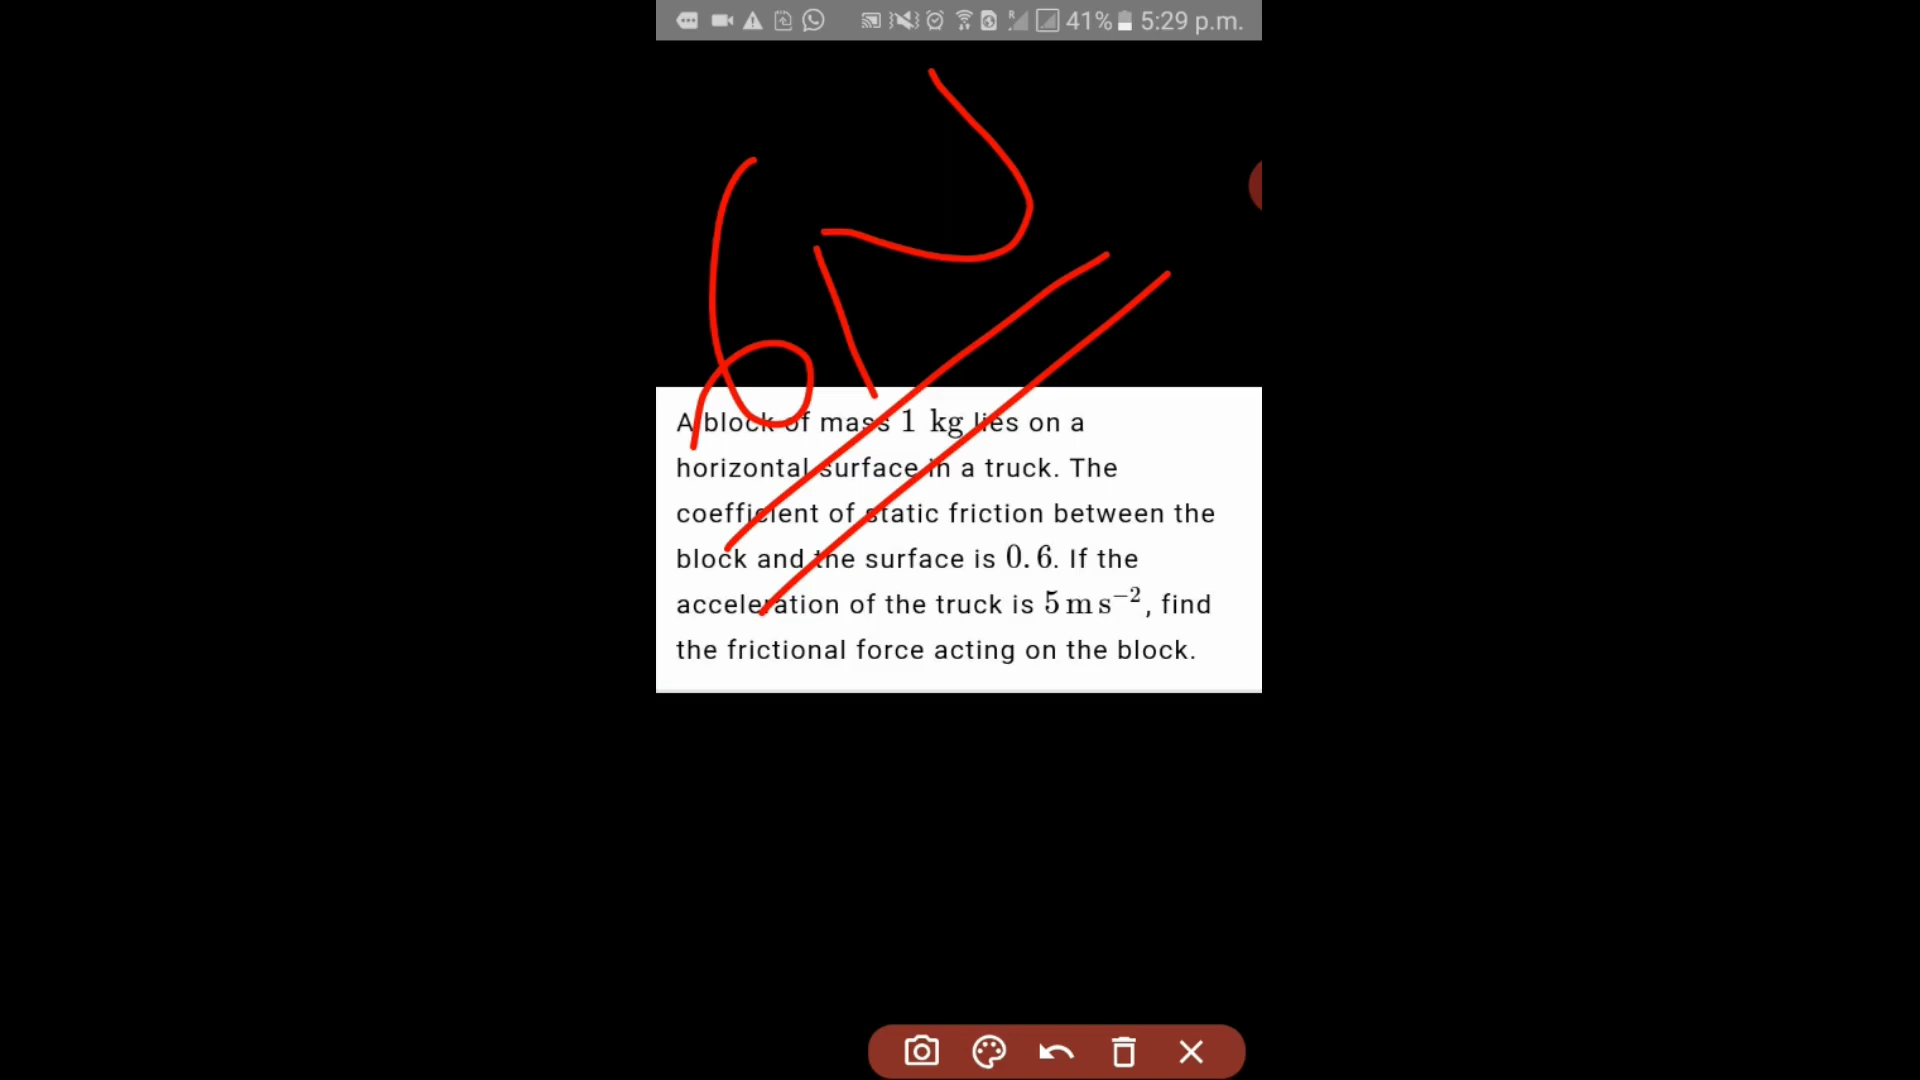 41% 5:29 p.m.
A block of mass 1 kg lies on a
horizontal surface in a truck. The
coefficient of static friction between the
block and the surface is 0.6. If the
acceleration of the truck is 5 m s⁻², find
the frictional force acting on the block.